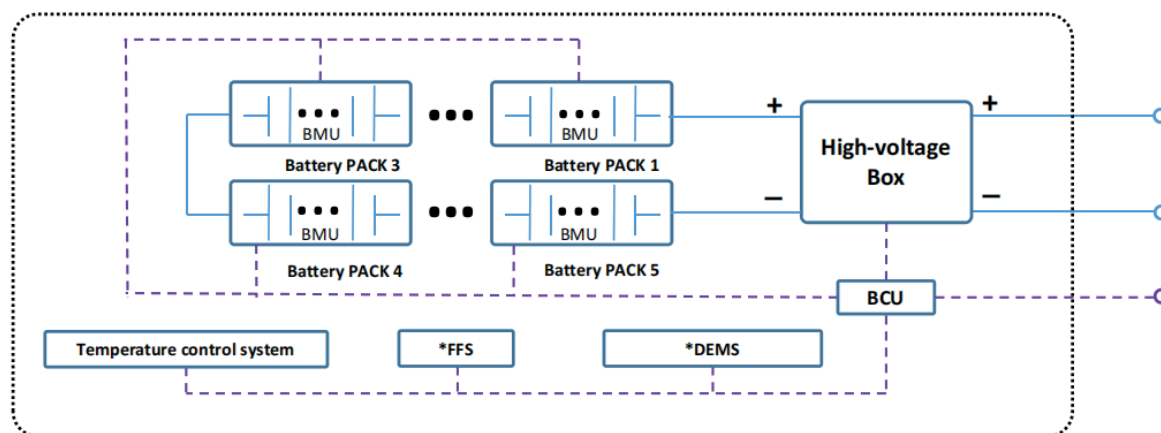 +
+
BMU
BMU
Battery PACK 3
Battery PACK 1
High-voltage
Box
–
–
BMU
BMU
Battery PACK 4
Battery PACK 5
BCU
Temperature control system
*FFS
*DEMS